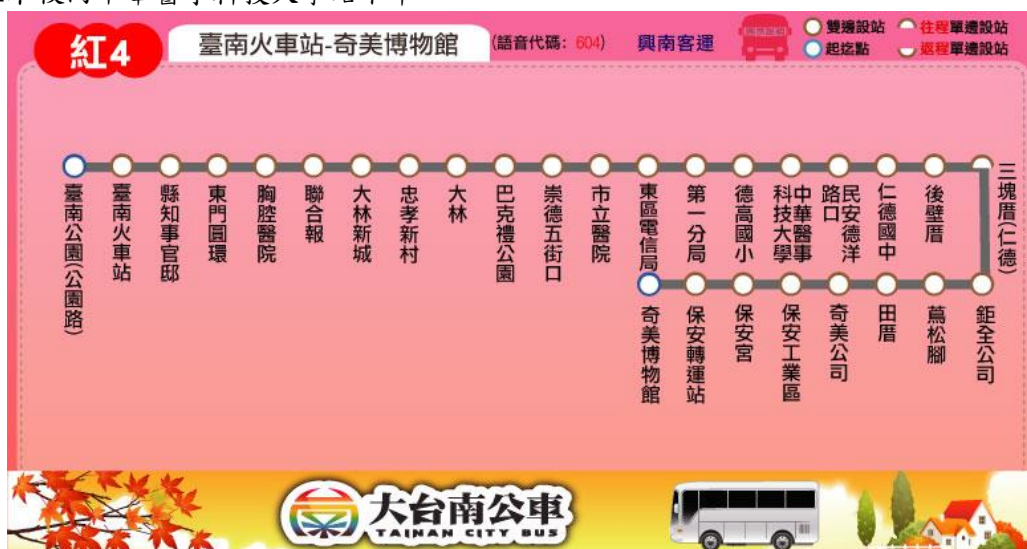 紅4
臺南火車站-奇美博物館
(語音代碼: 604)
興南客運
雙邊設站
起迄點
往程單邊設站
返程單邊設站
臺南公園(公園路)
臺南火車站
縣知事官邸
東門圓環
胸腔醫院
聯合報
大林新城
忠孝新村
大林
巴克禮公園
崇德五街口
市立醫院
東區電信局
第一分局
德高國小
中華醫事科技大學
民安德洋路口
仁德國中
後壁厝
三塊厝(仁德)
鉅全公司
蔦松腳
田厝
奇美公司
保安工業區
保安宮
保安轉運站
奇美博物館
大台南公車
TAINAN CITY BUS